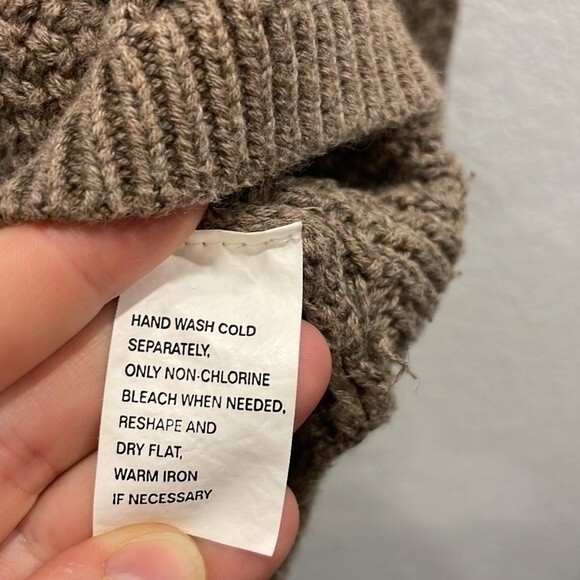 HAND WASH COLD
SEPARATELY,
ONLY NON-CHLORINE
BLEACH WHEN NEEDED,
RESHAPE AND
DRY FLAT,
WARM IRON
IF NECESSARY